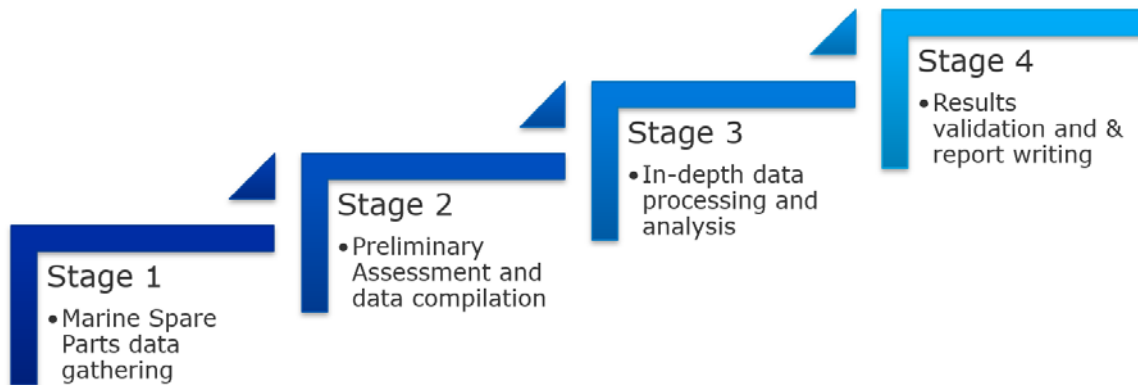 Stage 1
•Marine Spare
Parts data
gathering
Stage 2
•Preliminary
Assessment and
data compilation
Stage 3
•In-depth data
processing and
analysis
Stage 4
•Results
validation and &
report writing